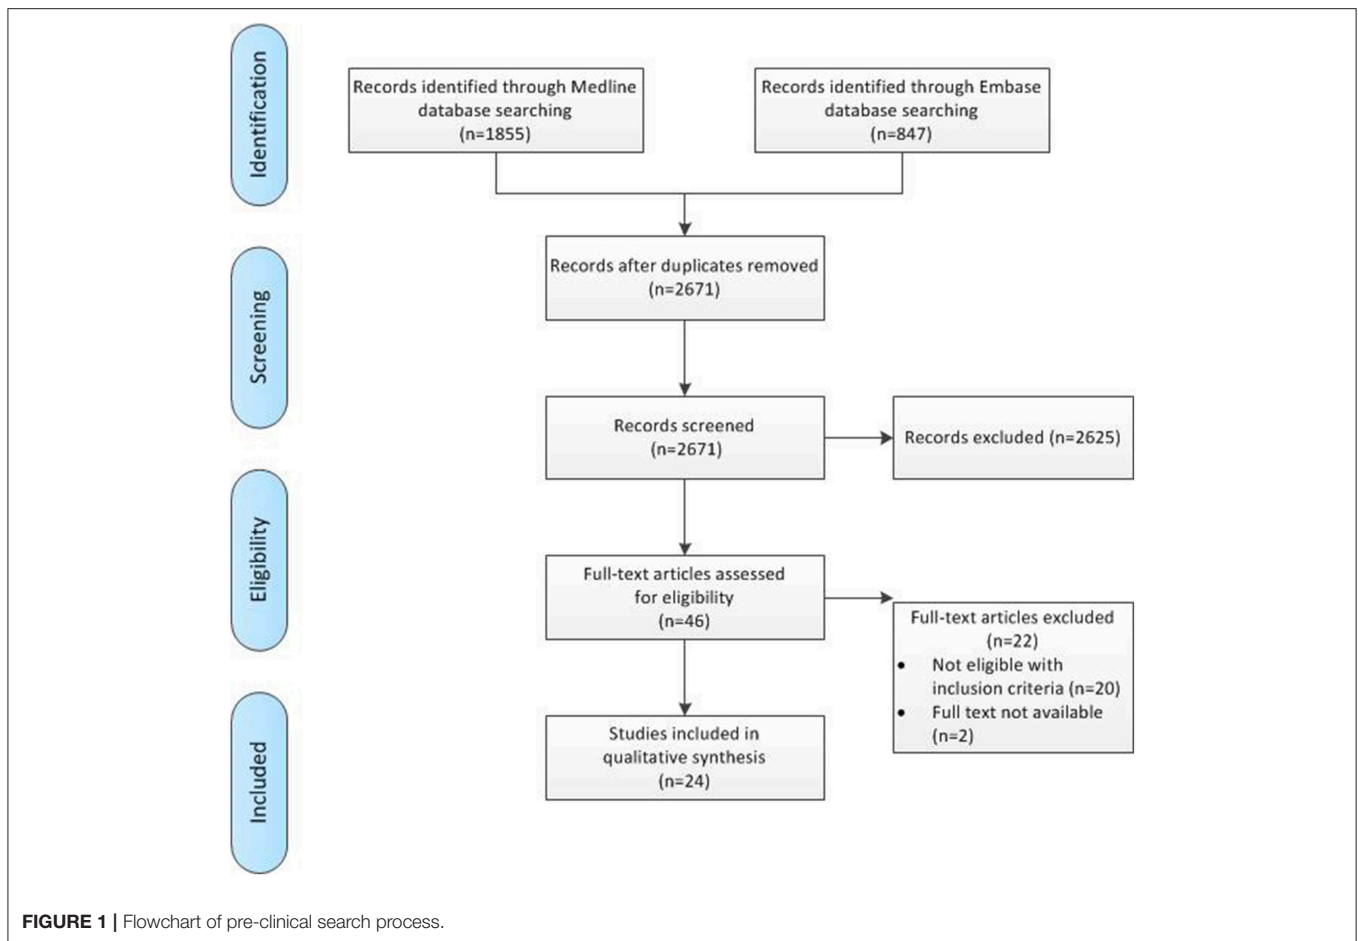 Identification
Records identified through Medline
database searching
(n=1855)
Records identified through Embase
database searching
(n=847)
Screening
Records after duplicates removed
(n=2671)
Records screened
(n=2671)
Records excluded (n=2625)
Eligibility
Full-text articles assessed
for eligibility
(n=46)
Full-text articles excluded
(n=22)
• Not eligible with
inclusion criteria (n=20)
• Full text not available
(n=2)
Included
Studies included in
qualitative synthesis
(n=24)
FIGURE 1 | Flowchart of pre-clinical search process.